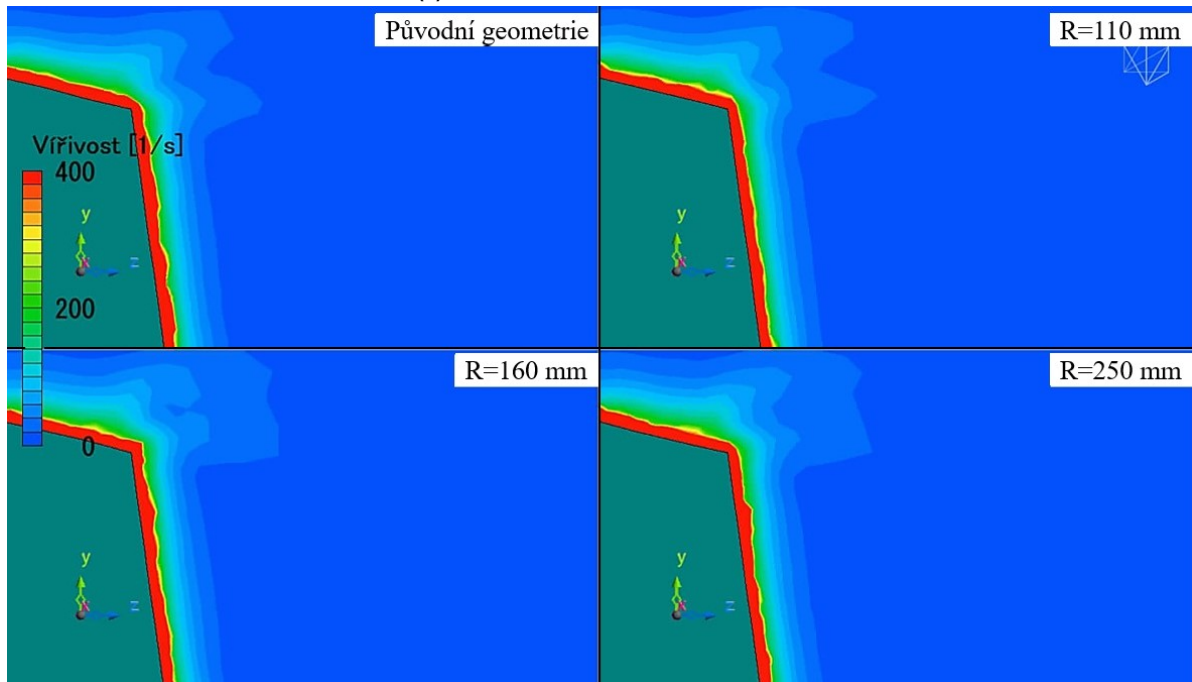 Původní geometrie
R=110 mm
Vířivost [1/s]
400
200
0
y
z
y
z
R=160 mm
R=250 mm
y
z
y
z